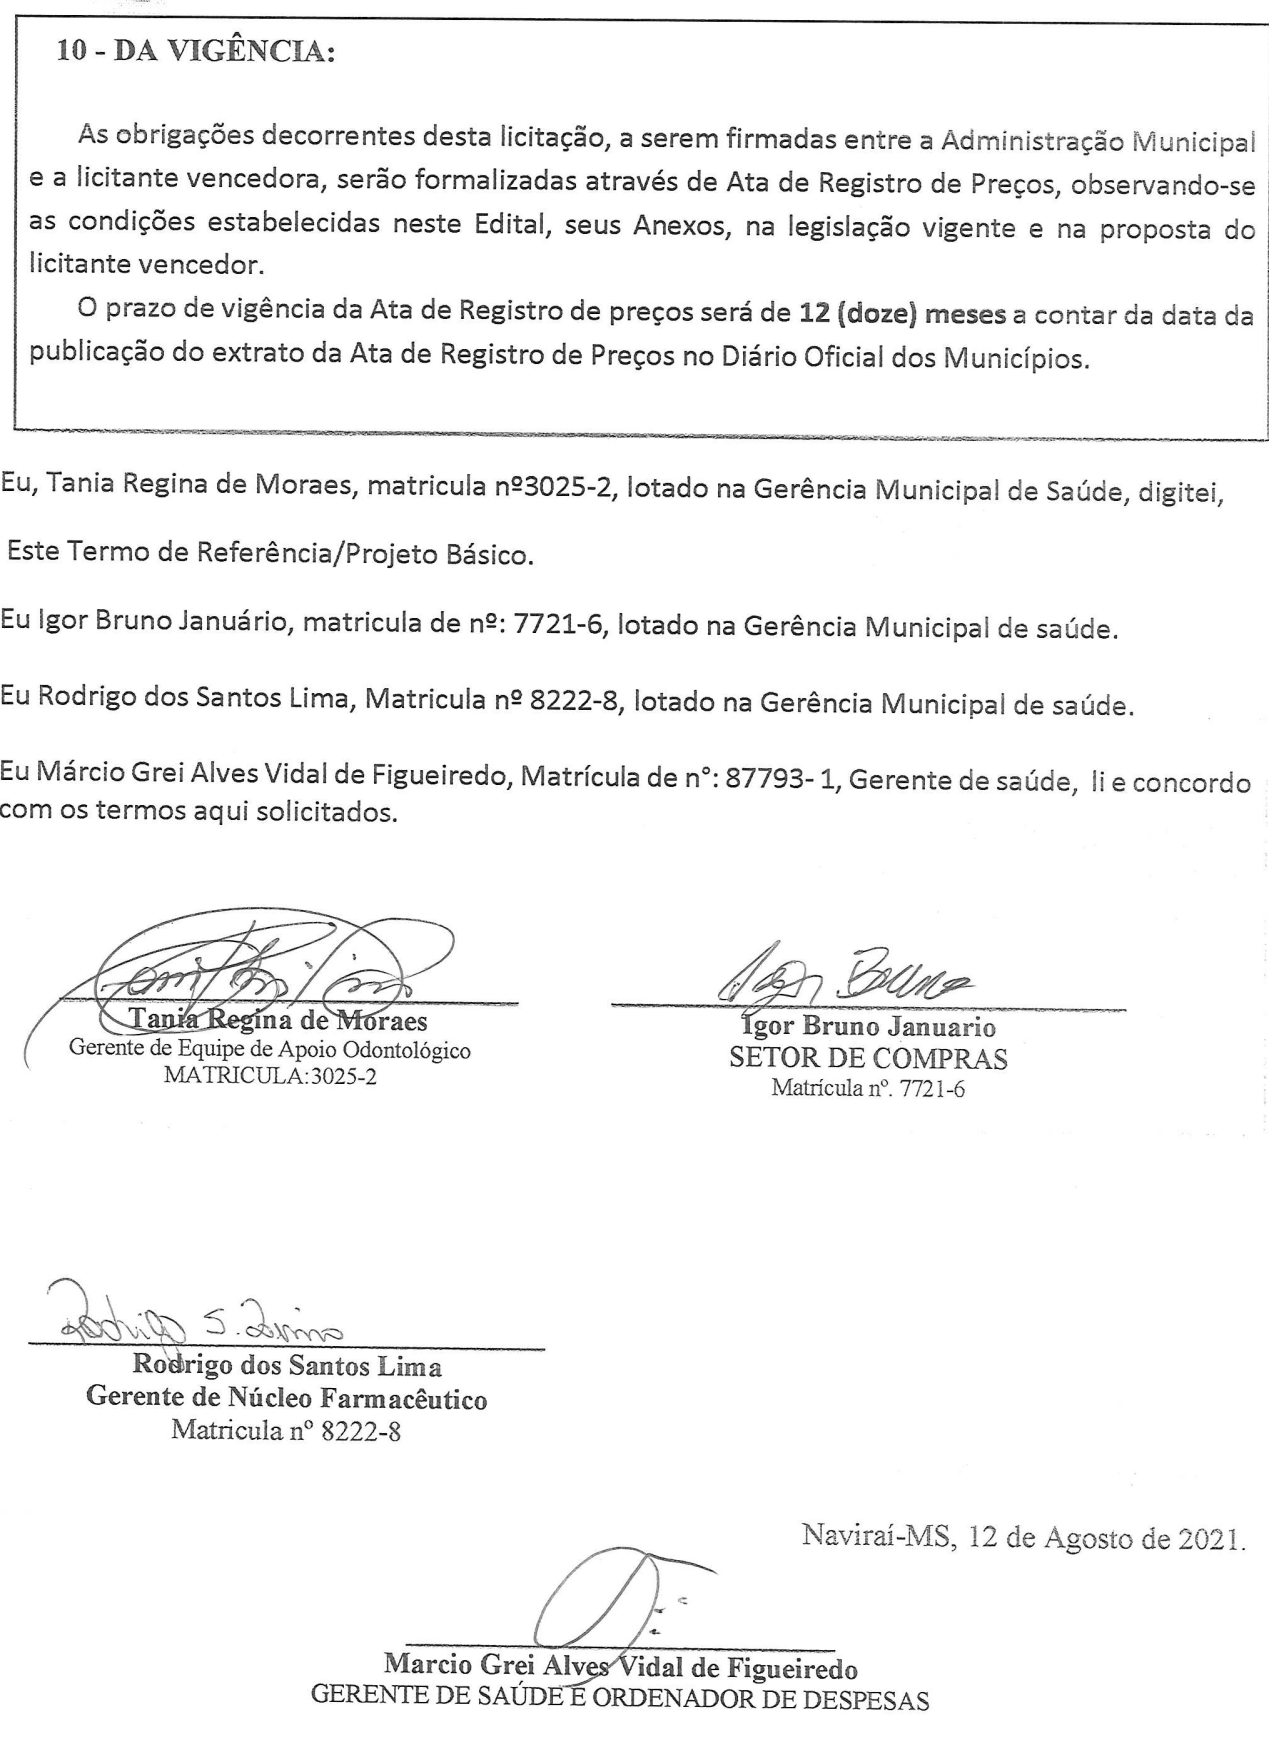 10 - DA VIGÊNCIA:
As obrigações decorrentes desta licitação, a serem firmadas entre a Administração Municipal
e a licitante vencedora, serão formalizadas através de Ata de Registro de Preços, observando-se
as condições estabelecidas neste Edital, seus Anexos, na legislação vigente e na proposta do
licitante vencedor.
O prazo de vigência da Ata de Registro de preços será de 12 (doze) meses a contar da data da
publicação do extrato da Ata de Registro de Preços no Diário Oficial dos Municípios.
Eu, Tania Regina de Moraes, matricula nº3025-2, lotado na Gerência Municipal de Saúde, digitei,
Este Termo de Referência/Projeto Básico.
Eu Igor Bruno Januário, matricula de nº: 7721-6, lotado na Gerência Municipal de saúde.
Eu Rodrigo dos Santos Lima, Matricula nº 8222-8, lotado na Gerência Municipal de saúde.
Eu Márcio Grei Alves Vidal de Figueiredo, Matrícula de n°: 87793- 1, Gerente de saúde, li e concordo
com os termos aqui solicitados.
Igor Bruno
Tania Regina de Moraes
Gerente de Equipe de Apoio Odontológico
MATRICULA:3025-2
Igor Bruno Januario
SETOR DE COMPRAS
Matrícula nº. 7721-6
Rodrigo S. Lima
Rodrigo dos Santos Lima
Gerente de Núcleo Farmacêutico
Matricula nº 8222-8
Naviraí-MS, 12 de Agosto de 2021.
Marcio Grei Alves Vidal de Figueiredo
GERENTE DE SAÚDE E ORDENADOR DE DESPESAS